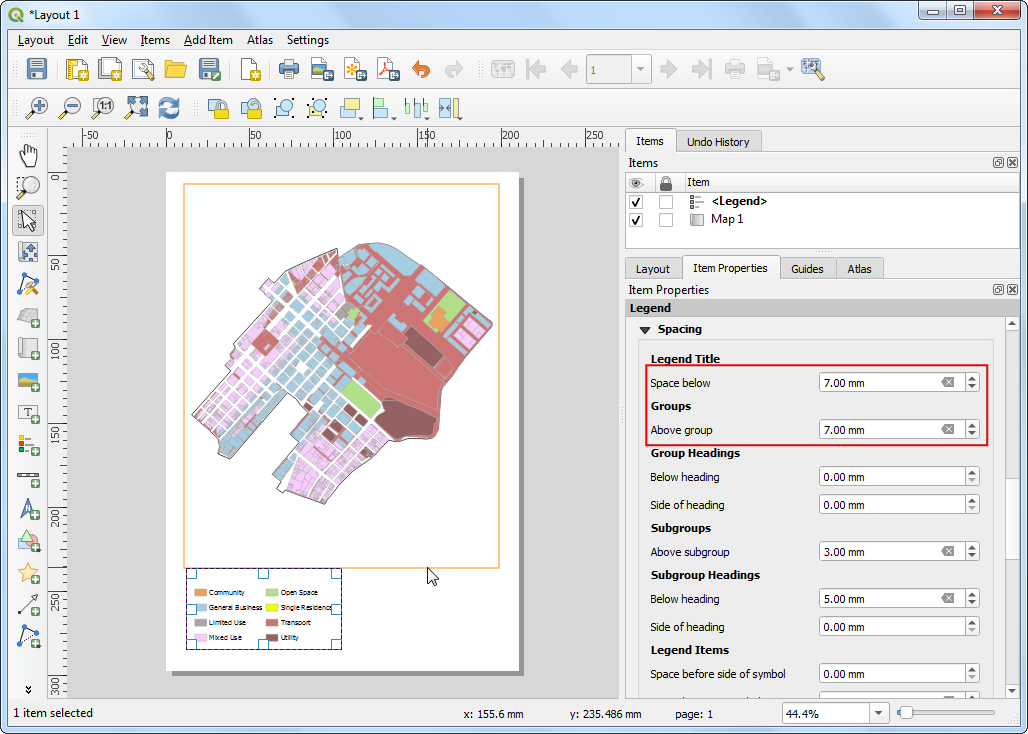 *Layout 1
Layout Edit View Items Add Item Atlas Settings
1
1:1
-50 0 50 100 150 200 250
0
50
100
150
200
250
300
Items Undo History
Items
Item
<Legend>
Map 1
Layout Item Properties Guides Atlas
Item Properties
Legend
Spacing
Legend Title
Space below 7.00 mm
Groups
Above group 7.00 mm
Group Headings
Below heading 0.00 mm
Side of heading 0.00 mm
Subgroups
Above subgroup 3.00 mm
Subgroup Headings
Below heading 5.00 mm
Side of heading 0.00 mm
Legend Items
Space before side of symbol 0.00 mm
Community Open Space
General Business Single Residence
Limited Use Transport
Mixed Use Utility
1 item selected x: 155.6 mm y: 235.486 mm page: 1 44.4%